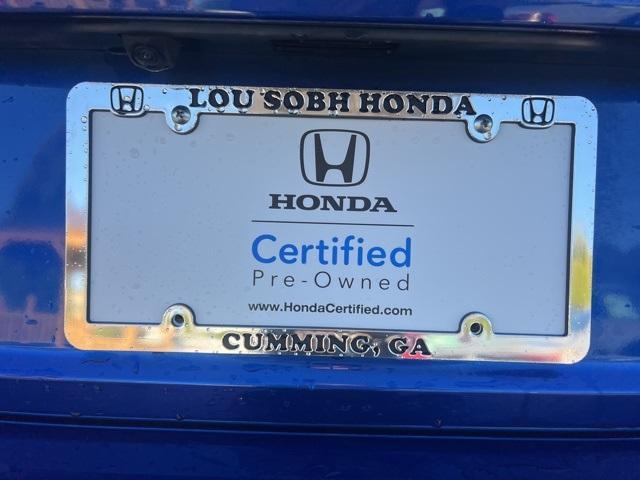 LOU SOBH HONDA
HONDA
Certified
Pre-Owned
www.HondaCertified.com
CUMMING, GA